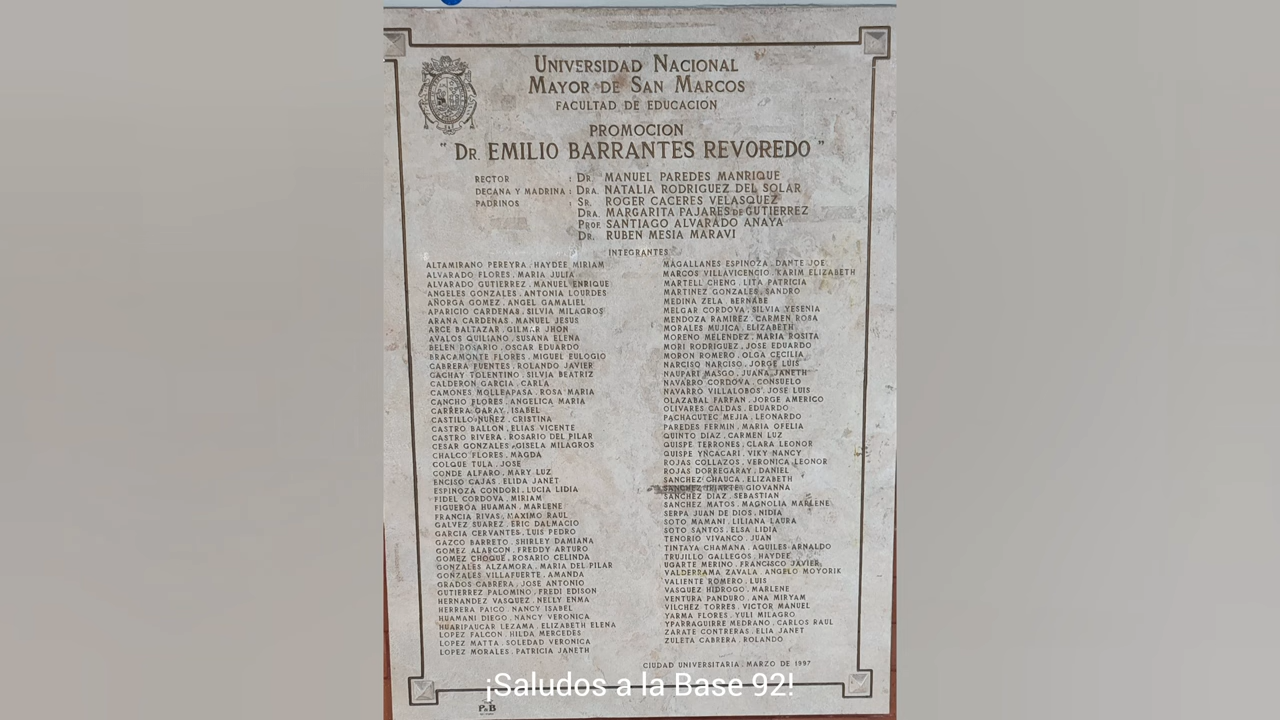 UNIVERSIDAD NACIONAL
MAYOR DE SAN MARCOS
FACULTAD DE EDUCACION
PROMOCION
" DR. EMILIO BARRANTES REVOREDO "
RECTOR : DR. MANUEL PAREDES MANRIQUE
DECANA Y MADRINA : DRA. NATALIA RODRIGUEZ DEL SOLAR
PADRINOS : SR. ROGER CACERES VELASQUEZ
DRA. MARGARITA PAJARES DE GUTIERREZ
PROF. SANTIAGO ALVARADO ANAYA
DR. RUBEN MESIA MARAVI
INTEGRANTES
ALTAMIRANO PEREYRA . HAYDEE MIRIAM
ALVARADO FLORES . MARIA JULIA
ALVARADO GUTIERREZ . MANUEL ENRIQUE
ANGELES GONZALES . ANTONIA LOURDES
AÑORGA GOMEZ . ANGEL GAMALIEL
APARICIO CARDENAS . SILVIA MILAGROS
ARANA CARDENAS . MANUEL JESUS
ARCE BALTAZAR . GILMAR JHON
AVALOS QUILIANO . SUSANA ELENA
BELEN ROSARIO . OSCAR EDUARDO
BRACAMONTE FLORES . MIGUEL EULOGIO
CABRERA PUENTES . ROLANDO JAVIER
CACHAY TOLENTINO . SILVIA BEATRIZ
CALDERON GARCIA . CARLA
CAMONES MOLLEAPASA . ROSA MARIA
CANCHO FLORES . ANGELICA MARIA
CARRERA GARAY . ISABEL
CASTILLO NUÑEZ . CRISTINA
CASTRO BALLON . ELIAS VICENTE
CASTRO RIVERA . ROSARIO DEL PILAR
CESAR GONZALES . GISELA MILAGROS
CHALCO FLORES . MAGDA
COLQUE TULA . JOSE
CONDE ALFARO . MARY LUZ
ENCISO CAJAS . ELIDA JANET
ESPINOZA CONDORI . LUCIA LIDIA
FIDEL CORDOVA . MIRIAM
FIGUEROA HUAMAN . MARLENE
FRANCIA RIVAS . MAXIMO RAUL
GALVEZ SUAREZ . ERIC DALMACIO
GARCIA CERVANTES . LUIS PEDRO
GAZCO BARRETO . SHIRLEY DAMIANA
GOMEZ ALARCON . FREDDY ARTURO
GOMEZ CHOQUE . ROSARIO CELINDA
GONZALES ALZAMORA . MARIA DEL PILAR
GONZALES VILLAFUERTE . AMANDA
GRADOS CABRERA . JOSE ANTONIO
GUTIERREZ PALOMINO . FREDI EDISON
HERNANDEZ VASQUEZ . NELLY ENMA
HERRERA PAICO . NANCY ISABEL
HUAMANI DIEGO . NANCY VERONICA
HUARIPAUCAR LEZAMA . ELIZABETH ELENA
LOPEZ FALCON . HILDA MERCEDES
LOPEZ MATTA . SOLEDAD VERONICA
LOPEZ MORALES . PATRICIA JANETH
MAGALLANES ESPINOZA . DANTE JOE
MARCOS VILLAVICENCIO . KARIM ELIZABETH
MARTELL CHENG . LITA PATRICIA
MARTINEZ GONZALES . SANDRO
MEDINA ZELA . BERNABE
MELGAR CORDOVA . SILVIA YESENIA
MENDOZA RAMIREZ . CARMEN ROSA
MORALES MUJICA . ELIZABETH
MORENO MELENDEZ . MARIA ROSITA
MORI RODRIGUEZ . JOSE EDUARDO
MORON ROMERO . OLGA CECILIA
NARCISO NARCISO . JORGE LUIS
NAUPARI MASGO . JUANA JANETH
NAVARRO CORDOVA . CONSUELO
NAVARRO VILLALOBOS . JOSE LUIS
OLAZABAL FARFAN . JORGE AMERICO
OLIVARES CALDAS . EDUARDO
PACHACUTEC MEJIA . LEONARDO
PAREDES FERMIN . MARIA OFELIA
QUINTO DIAZ . CARMEN LUZ
QUISPE TERRONES . CLARA LEONOR
QUISPE YNCACARI . VIKY NANCY
ROJAS COLLAZOS . VERONICA LEONOR
ROJAS DORREGARAY . DANIEL
SANCHEZ CHAUCA . ELIZABETH
SANCHEZ IRIARTE . GIOVANNA
SANCHEZ DIAZ . SEBASTIAN
SANCHEZ MATOS . MAGNOLIA MARLENE
SERPA JUAN DE DIOS . NIDIA
SOTO MAMANI . LILIANA LAURA
SOTO SANTOS . ELSA LIDIA
TENORIO VIVANCO . JUAN
TINTAYA CHAMANA . AQUILES ARNALDO
TRUJILLO GALLEGOS . HAYDEE
UGARTE MERINO . FRANCISCO JAVIER
VALDERRAMA ZAVALA . ANGELO MOYORIK
VALIENTE ROMERO . LUIS
VASQUEZ HIDROGO . MARLENE
VENTURA PANDURO . ANA MIRYAM
VILCHEZ TORRES . VICTOR MANUEL
YARMA FLORES . YULI MILAGRO
YPARRAGUIRRE MEDRANO . CARLOS RAUL
ZARATE CONTRERAS . ELIA JANET
ZULETA CABRERA . ROLANDO
CIUDAD UNIVERSITARIA . MARZO DE 1997
¡Saludos a la Base 92!
P&B